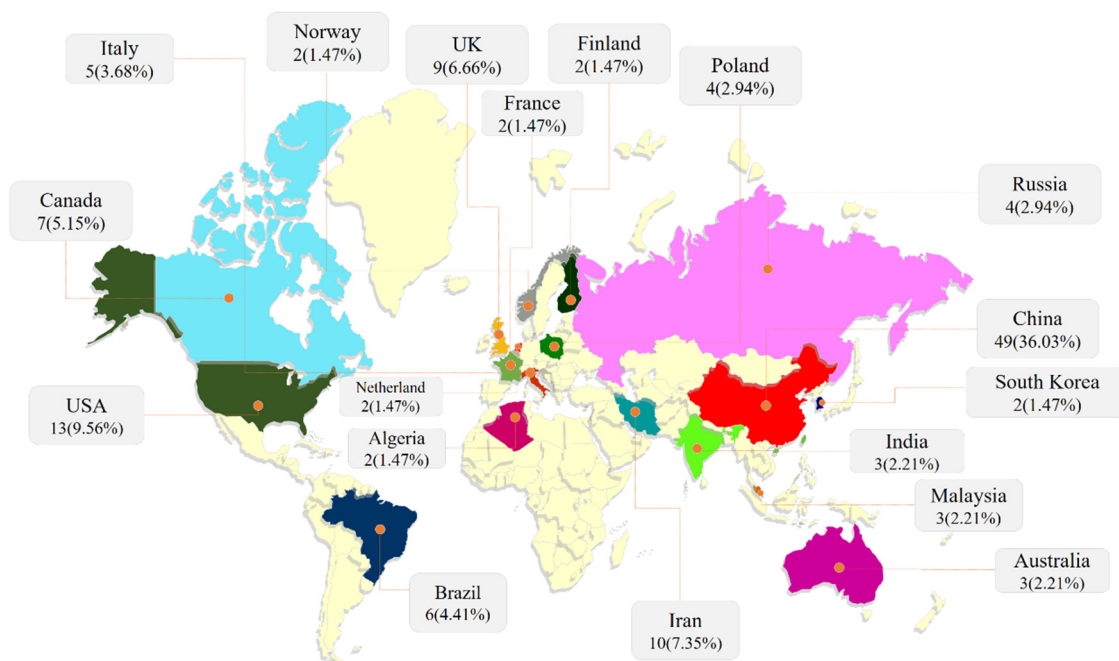 Italy
5(3.68%)
Norway
2(1.47%)
UK
9(6.66%)
Finland
2(1.47%)
Poland
4(2.94%)
France
2(1.47%)
Canada
7(5.15%)
Russia
4(2.94%)
China
49(36.03%)
USA
13(9.56%)
Netherland
2(1.47%)
South Korea
2(1.47%)
Algeria
2(1.47%)
India
3(2.21%)
Malaysia
3(2.21%)
Australia
3(2.21%)
Brazil
6(4.41%)
Iran
10(7.35%)